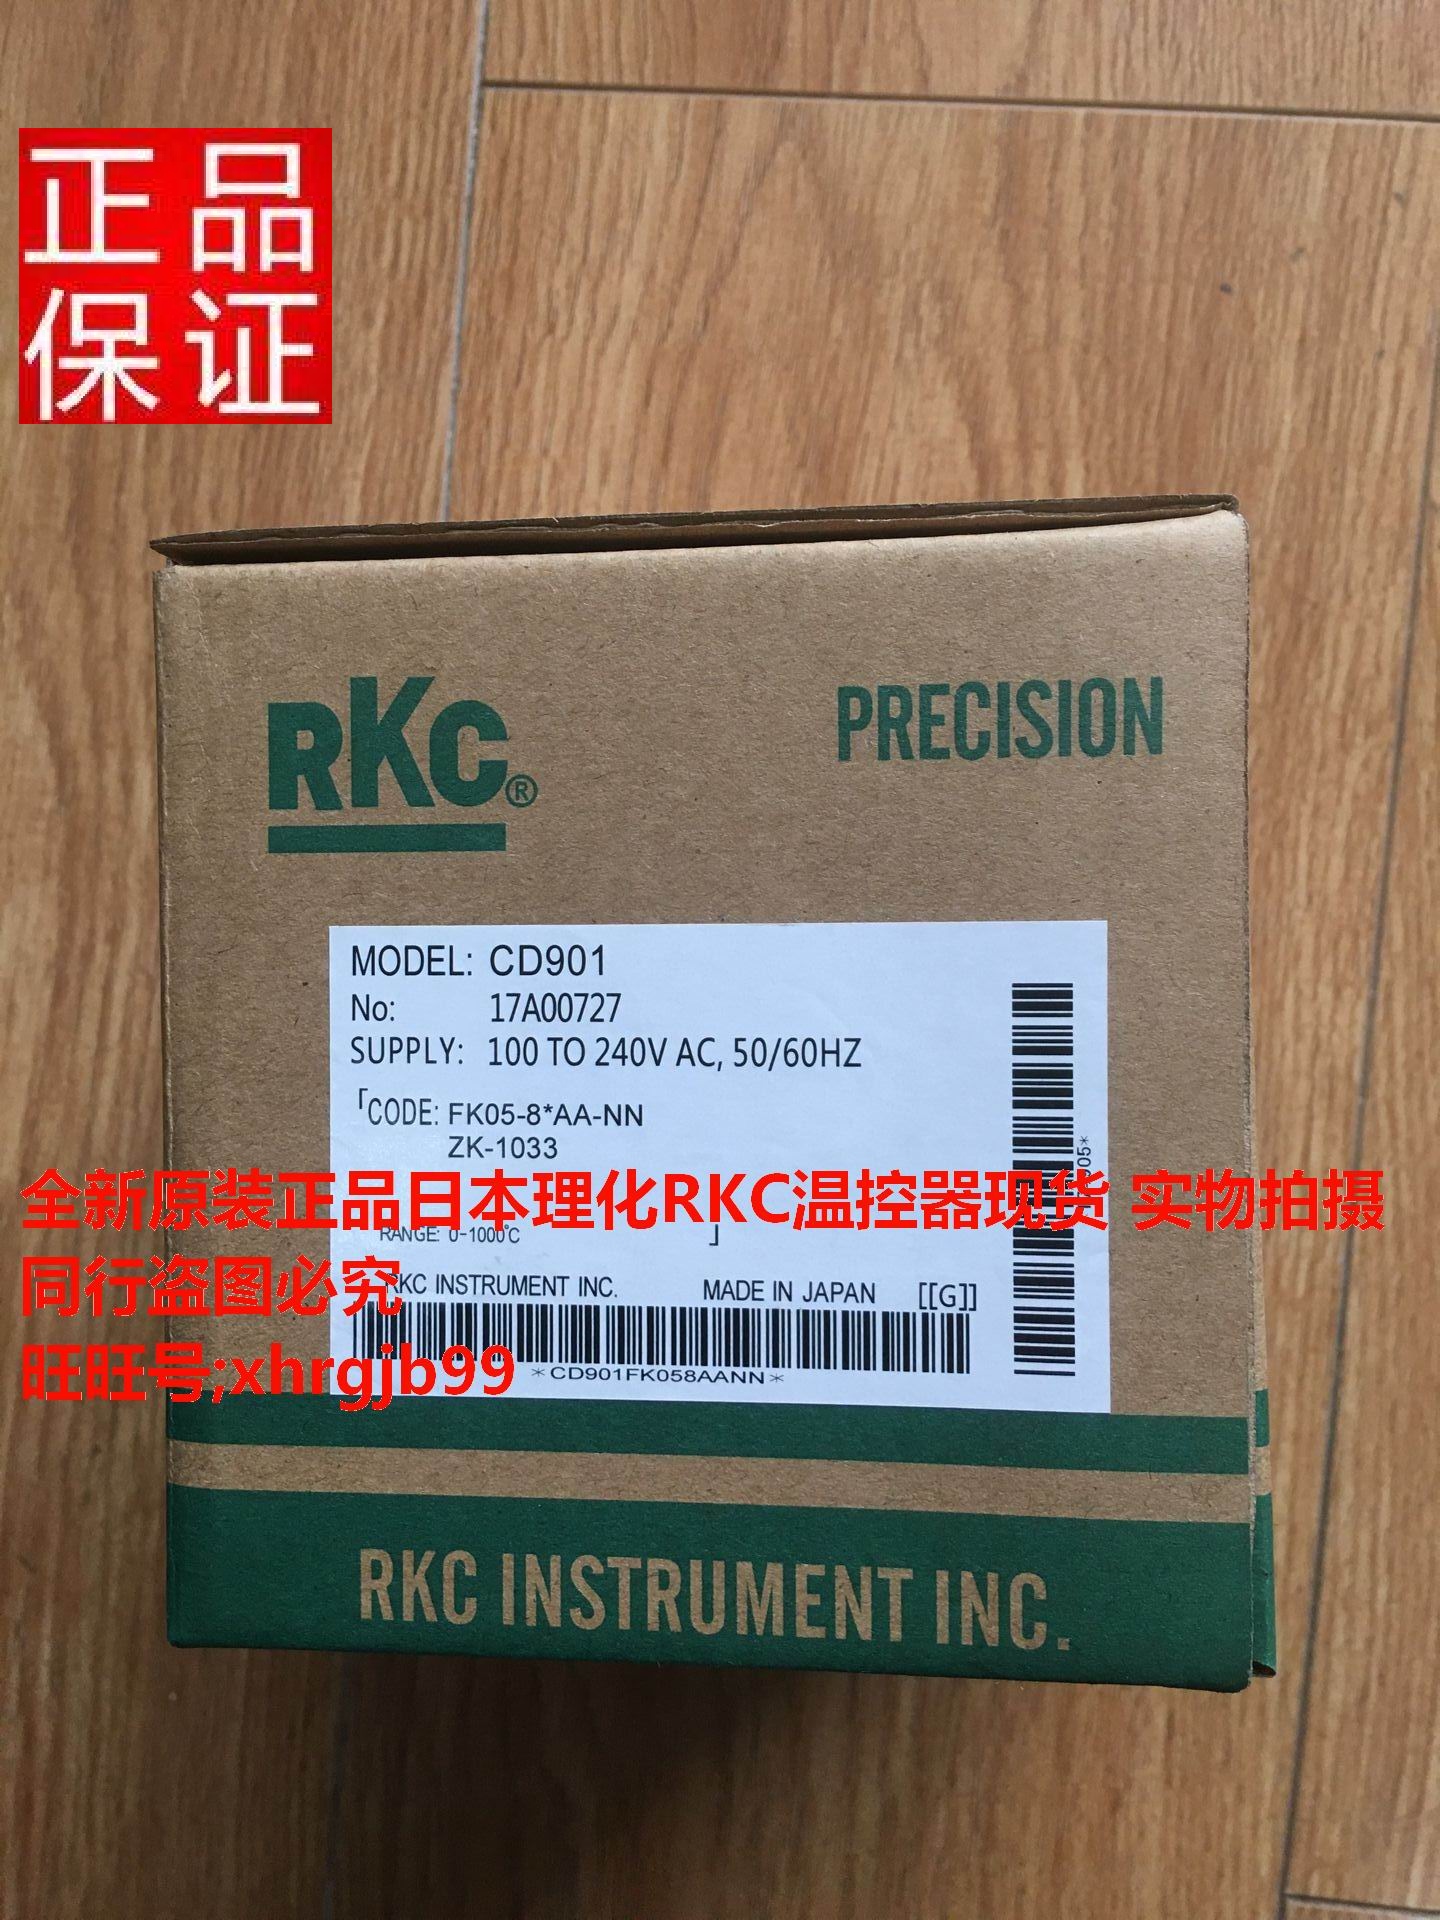 正品
保证
RKC®
PRECISION
MODEL: CD901
No: 17A00727
SUPPLY: 100 TO 240V AC, 50/60HZ
「CODE: FK05-8*AA-NN
ZK-1033
全新原装正品日本理化RKC温控器现货 实物拍摄
RANGE: 0-1000℃ 」
同行盗图必究
RKC INSTRUMENT INC. MADE IN JAPAN [[G]]
旺旺号;xhrgjb99
*CD901FK058AANN*
RKC INSTRUMENT INC.